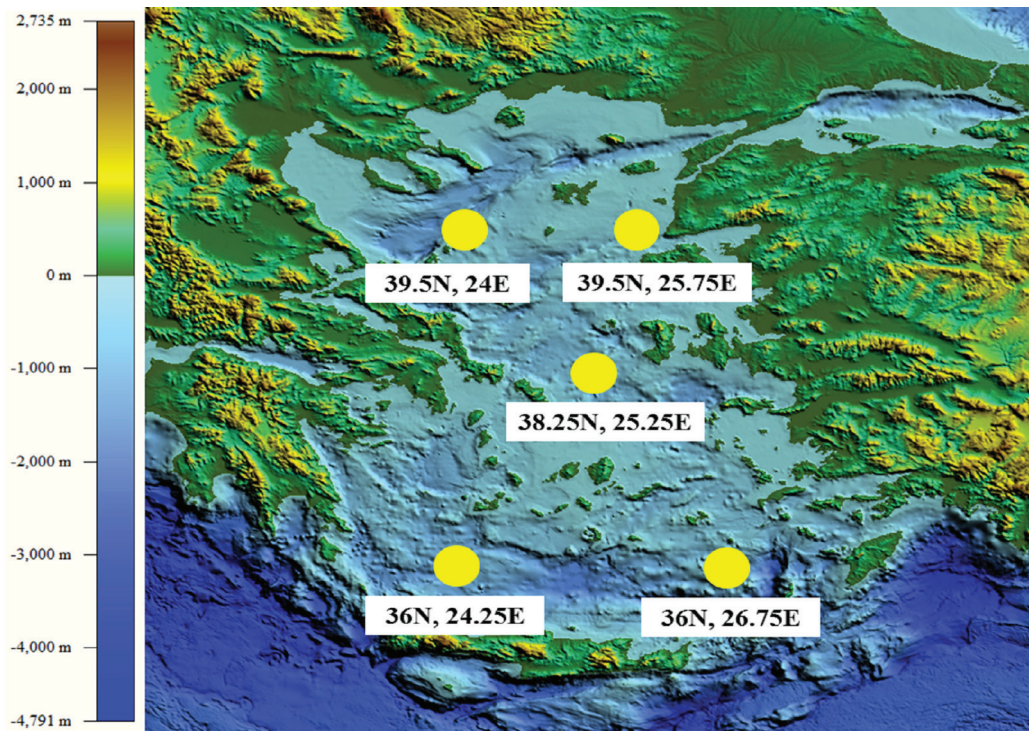 2,735 m
2,000 m
1,000 m
0 m
-1,000 m
-2,000 m
-3,000 m
-4,000 m
-4,791 m
39.5N, 24E
39.5N, 25.75E
38.25N, 25.25E
36N, 24.25E
36N, 26.75E